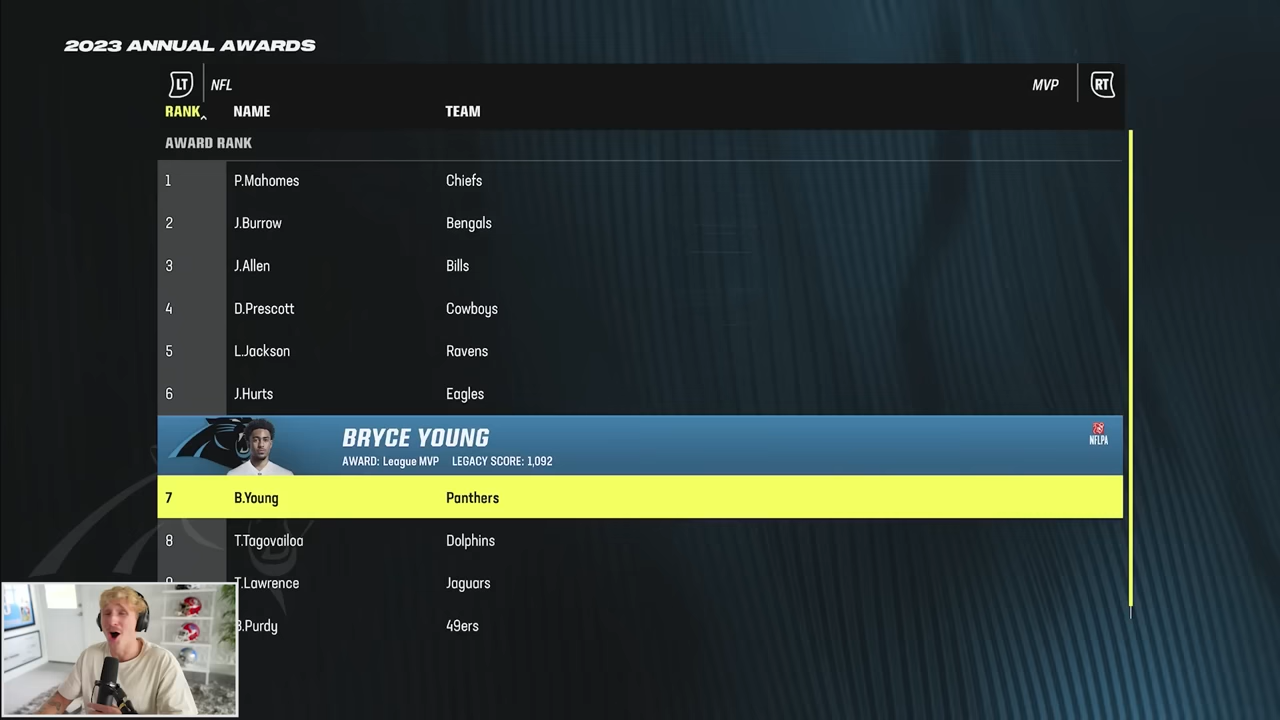 2023 ANNUAL AWARDS
LT NFL MVP RT
RANK NAME TEAM
AWARD RANK
1 P.Mahomes Chiefs
2 J.Burrow Bengals
3 J.Allen Bills
4 D.Prescott Cowboys
5 L.Jackson Ravens
6 J.Hurts Eagles
BRYCE YOUNG
AWARD: League MVP LEGACY SCORE: 1,092
NFLPA
7 B.Young Panthers
8 T.Tagovailoa Dolphins
9 T.Lawrence Jaguars
B.Purdy 49ers